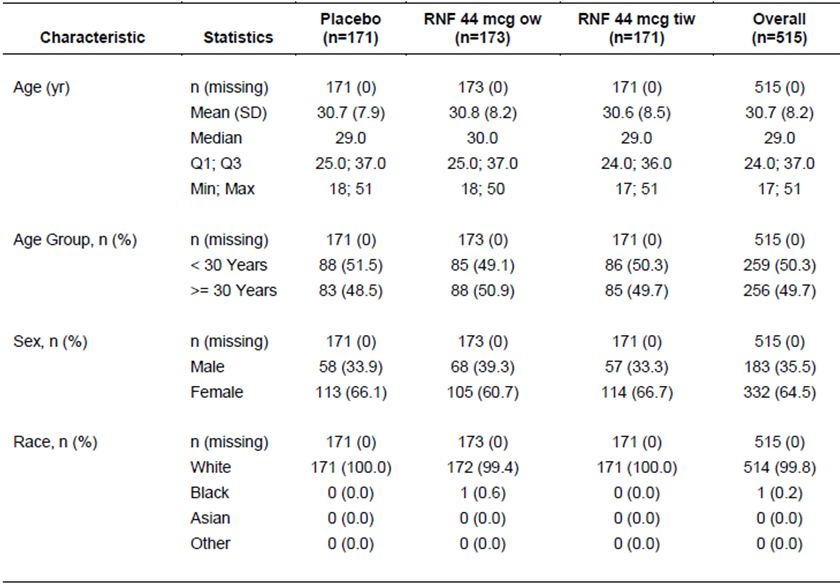 Characteristic Statistics Placebo (n=171) RNF 44 mcg ow (n=173) RNF 44 mcg tiw (n=171) Overall (n=515)
Age (yr) n (missing) 171 (0) 173 (0) 171 (0) 515 (0)
Mean (SD) 30.7 (7.9) 30.8 (8.2) 30.6 (8.5) 30.7 (8.2)
Median 29.0 30.0 29.0 29.0
Q1; Q3 25.0; 37.0 25.0; 37.0 24.0; 36.0 24.0; 37.0
Min; Max 18; 51 18; 50 17; 51 17; 51
Age Group, n (%) n (missing) 171 (0) 173 (0) 171 (0) 515 (0)
< 30 Years 88 (51.5) 85 (49.1) 86 (50.3) 259 (50.3)
>= 30 Years 83 (48.5) 88 (50.9) 85 (49.7) 256 (49.7)
Sex, n (%) n (missing) 171 (0) 173 (0) 171 (0) 515 (0)
Male 58 (33.9) 68 (39.3) 57 (33.3) 183 (35.5)
Female 113 (66.1) 105 (60.7) 114 (66.7) 332 (64.5)
Race, n (%) n (missing) 171 (0) 173 (0) 171 (0) 515 (0)
White 171 (100.0) 172 (99.4) 171 (100.0) 514 (99.8)
Black 0 (0.0) 1 (0.6) 0 (0.0) 1 (0.2)
Asian 0 (0.0) 0 (0.0) 0 (0.0) 0 (0.0)
Other 0 (0.0) 0 (0.0) 0 (0.0) 0 (0.0)